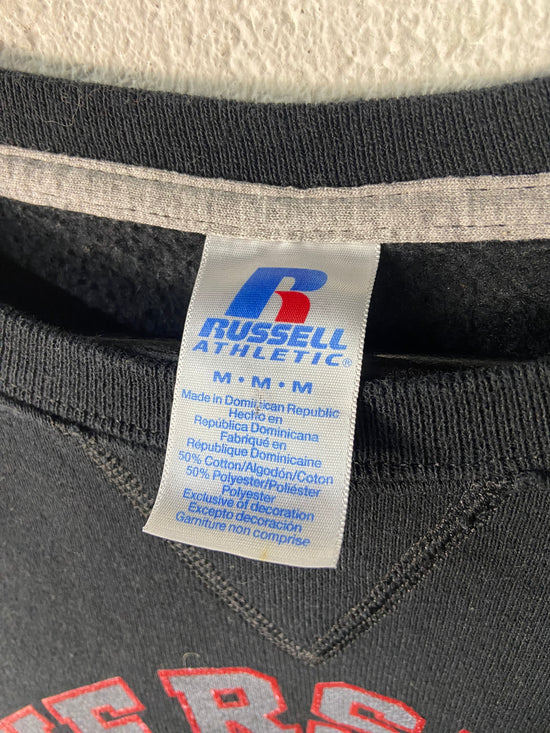 R
RUSSELL
ATHLETIC®
M • M • M
Made in Dominican Republic
Hecho en
República Dominicana
Fabriqué en
République Dominicaine
50% Cotton/Algodón/Coton
50% Polyester/Poliéster
Polyester
Exclusive of decoration
Excepto decoración
Garniture non comprise
ERS